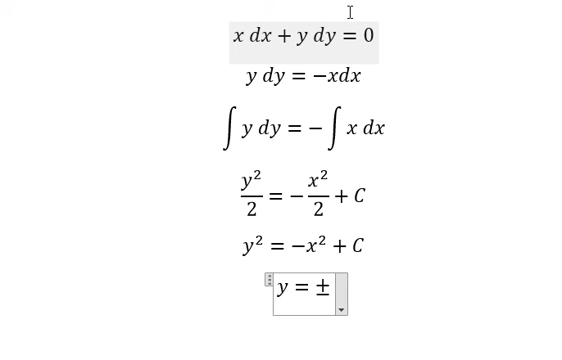 x dx + y dy = 0
y dy = −xdx
∫ y dy = − ∫ x dx
y²/2 = −x²/2 + C
y² = −x² + C
y = ±